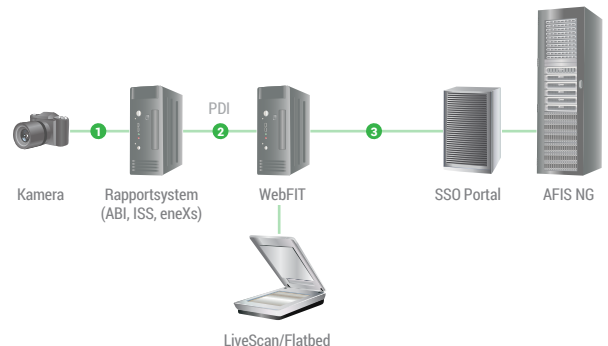 PDI
1
2
3
Kamera
Rapportsystem
(ABI, ISS, eneXs)
WebFIT
SSO Portal
AFIS NG
LiveScan/Flatbed